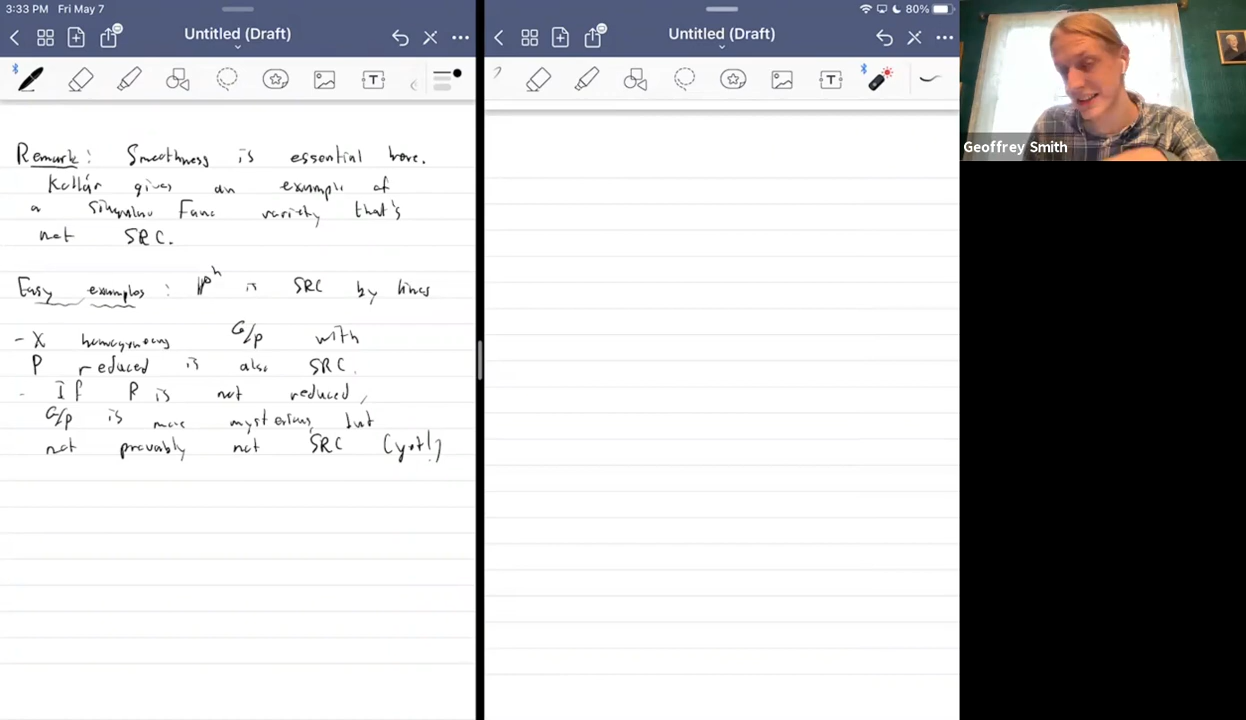 3:33 PM Fri May 7
Untitled (Draft)
Untitled (Draft)
80%
Remark: Smoothness is essential here.
Kollár gives an example of
a singular Fano variety that's
not SRC.
Easy examples: ℙⁿ is SRC by lines
- X homogeneous G/P with
P reduced is also SRC.
- If P is not reduced,
G/P is more mysterious, but
not provably not SRC (yet!)
Geoffrey Smith